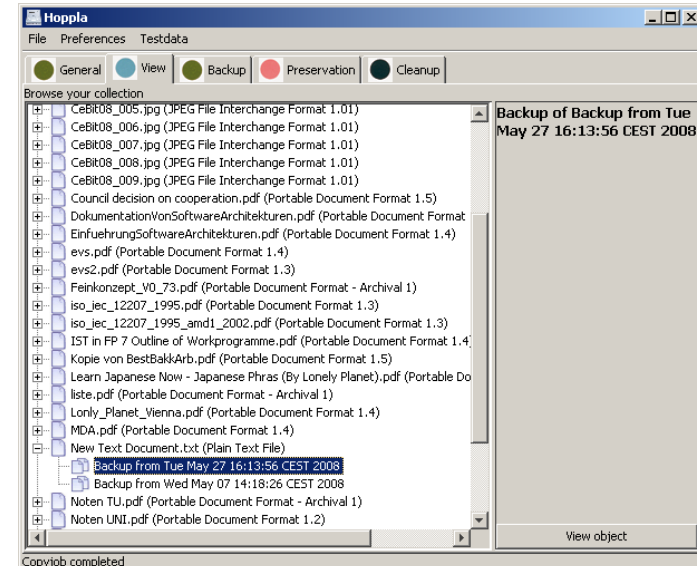 Hoppla
File Preferences Testdata
General View Backup Preservation Cleanup
Browse your collection
CeBit08_005.jpg (JPEG File Interchange Format 1.01)
CeBit08_006.jpg (JPEG File Interchange Format 1.01)
CeBit08_007.jpg (JPEG File Interchange Format 1.01)
CeBit08_008.jpg (JPEG File Interchange Format 1.01)
CeBit08_009.jpg (JPEG File Interchange Format 1.01)
Council decision on cooperation.pdf (Portable Document Format 1.5)
DokumentationVonSoftwareArchitekturen.pdf (Portable Document Format
EinfuehrungSoftwareArchitekturen.pdf (Portable Document Format 1.4)
evs.pdf (Portable Document Format 1.4)
evs2.pdf (Portable Document Format 1.3)
Feinkonzept_V0_73.pdf (Portable Document Format - Archival 1)
iso_iec_12207_1995.pdf (Portable Document Format 1.3)
iso_iec_12207_1995_amd1_2002.pdf (Portable Document Format 1.3)
IST in FP 7 Outline of Workprogramme.pdf (Portable Document Format 1.4
Kopie von BestBakkArb.pdf (Portable Document Format 1.5)
Learn Japanese Now - Japanese Phras (By Lonely Planet).pdf (Portable Do
liste.pdf (Portable Document Format - Archival 1)
Lonly_Planet_Vienna.pdf (Portable Document Format 1.4)
MDA.pdf (Portable Document Format 1.4)
New Text Document.txt (Plain Text File)
Backup from Tue May 27 16:13:56 CEST 2008
Backup from Wed May 07 14:18:26 CEST 2008
Noten TU.pdf (Portable Document Format - Archival 1)
Noten UNI.pdf (Portable Document Format 1.2)
Backup of Backup from Tue
May 27 16:13:56 CEST 2008
View object
Copyjob completed